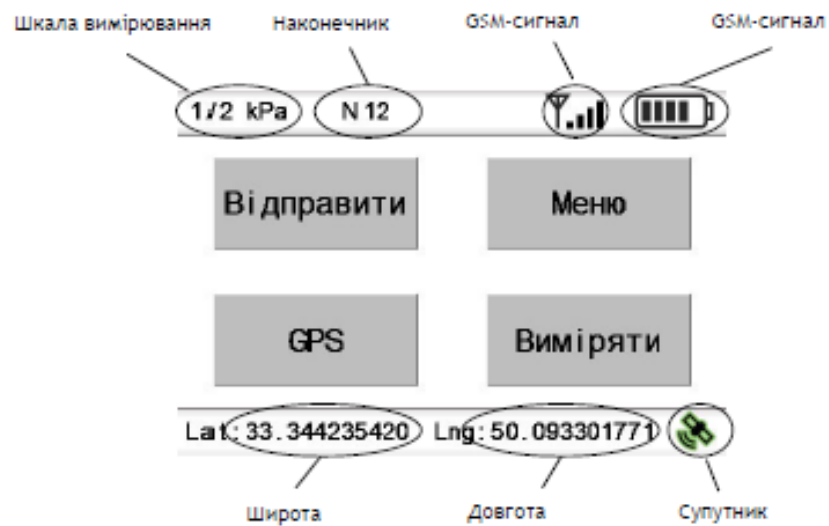 Шкала вимірювання Наконечник GSM-сигнал GSM-сигнал
1/2 kPa N 12
Відправити Меню
GPS Виміряти
Lat:33.344235420 Lng:50.093301771
Широта Довгота Супутник